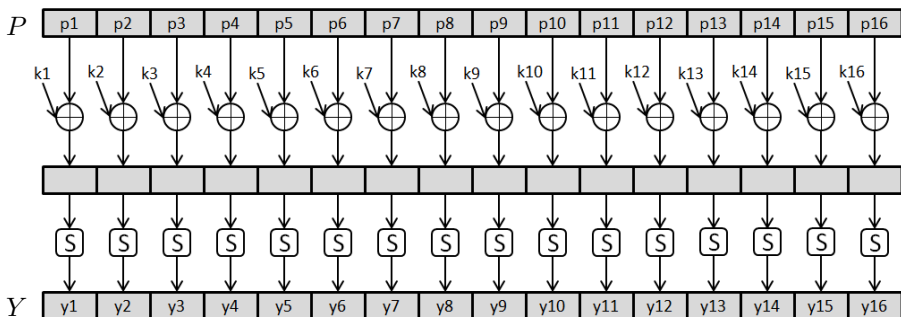 P p1 p2 p3 p4 p5 p6 p7 p8 p9 p10 p11 p12 p13 p14 p15 p16
k1 k2 k3 k4 k5 k6 k7 k8 k9 k10 k11 k12 k13 k14 k15 k16
S S S S S S S S S S S S S S S S
Y y1 y2 y3 y4 y5 y6 y7 y8 y9 y10 y11 y12 y13 y14 y15 y16